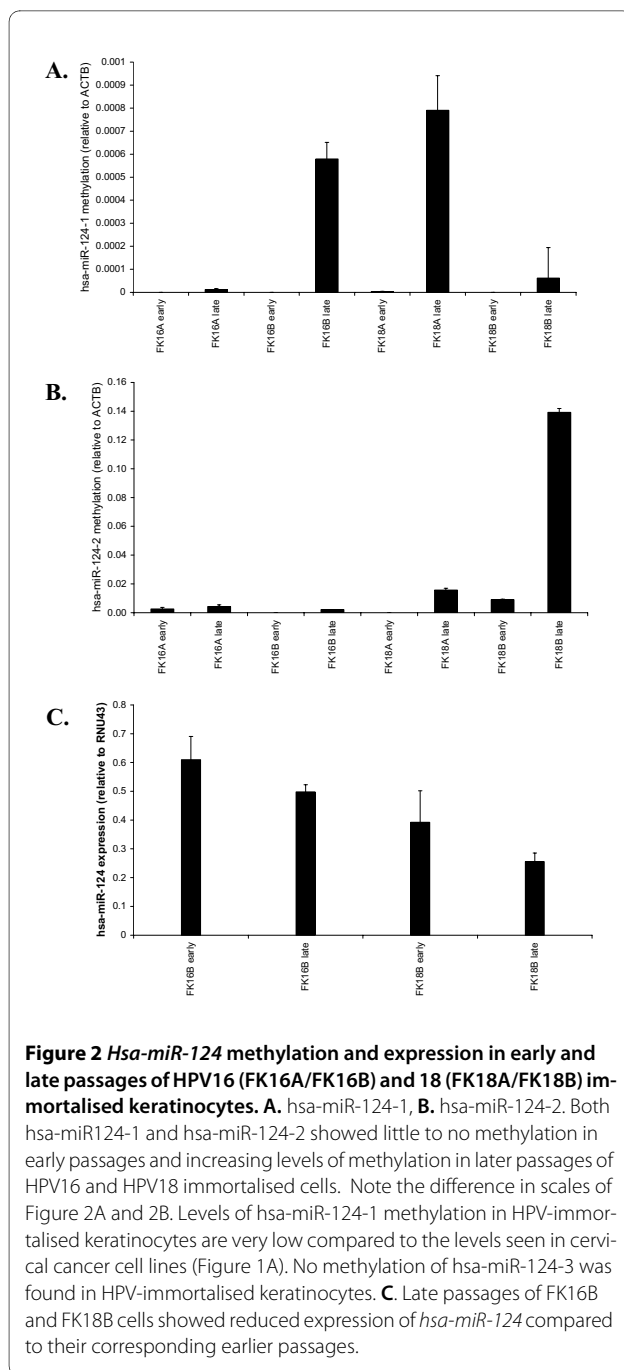 A.
hsa-miR-124-1 methylation (relative to ACTB)
0.001
0.0009
0.0008
0.0007
0.0006
0.0005
0.0004
0.0003
0.0002
0.0001
0
FK16A early
FK16A late
FK16B early
FK16B late
FK18A early
FK18A late
FK18B early
FK18B late
B.
hsa-miR-124-2 methylation (relative to ACTB)
0.16
0.14
0.12
0.10
0.08
0.06
0.04
0.02
0.00
FK16A early
FK16A late
FK16B early
FK16B late
FK18A early
FK18A late
FK18B early
FK18B late
C.
hsa-miR-124 expression (relative to RNU43)
0.8
0.7
0.6
0.5
0.4
0.3
0.2
0.1
0
FK16B early
FK16B late
FK18B early
FK18B late
Figure 2 Hsa-miR-124 methylation and expression in early and
late passages of HPV16 (FK16A/FK16B) and 18 (FK18A/FK18B) im-
mortalised keratinocytes. A. hsa-miR-124-1, B. hsa-miR-124-2. Both
hsa-miR124-1 and hsa-miR-124-2 showed little to no methylation in
early passages and increasing levels of methylation in later passages of
HPV16 and HPV18 immortalised cells. Note the difference in scales of
Figure 2A and 2B. Levels of hsa-miR-124-1 methylation in HPV-immor-
talised keratinocytes are very low compared to the levels seen in cervi-
cal cancer cell lines (Figure 1A). No methylation of hsa-miR-124-3 was
found in HPV-immortalised keratinocytes. C. Late passages of FK16B
and FK18B cells showed reduced expression of hsa-miR-124 compared
to their corresponding earlier passages.